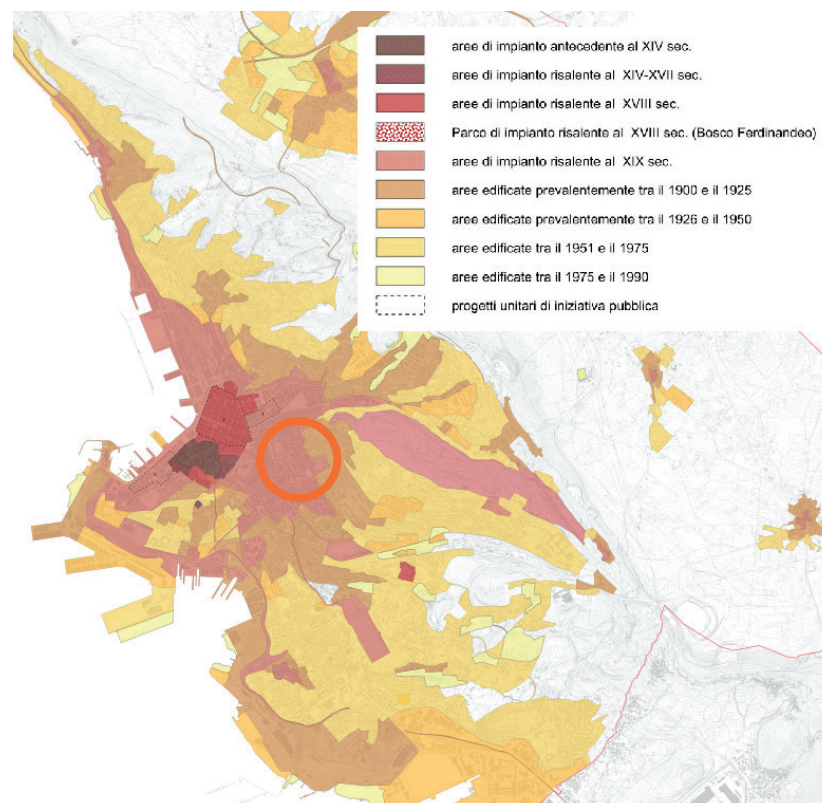 aree di impianto antecedente al XIV sec.
aree di impianto risalente al XIV-XVII sec.
aree di impianto risalente al XVIII sec.
Parco di impianto risalente al XVIII sec. (Bosco Ferdinandeo)
aree di impianto risalente al XIX sec.
aree edificate prevalentemente tra il 1900 e il 1925
aree edificate prevalentemente tra il 1926 e il 1950
aree edificate tra il 1951 e il 1975
aree edificate tra il 1975 e il 1990
progetti unitari di iniziativa pubblica